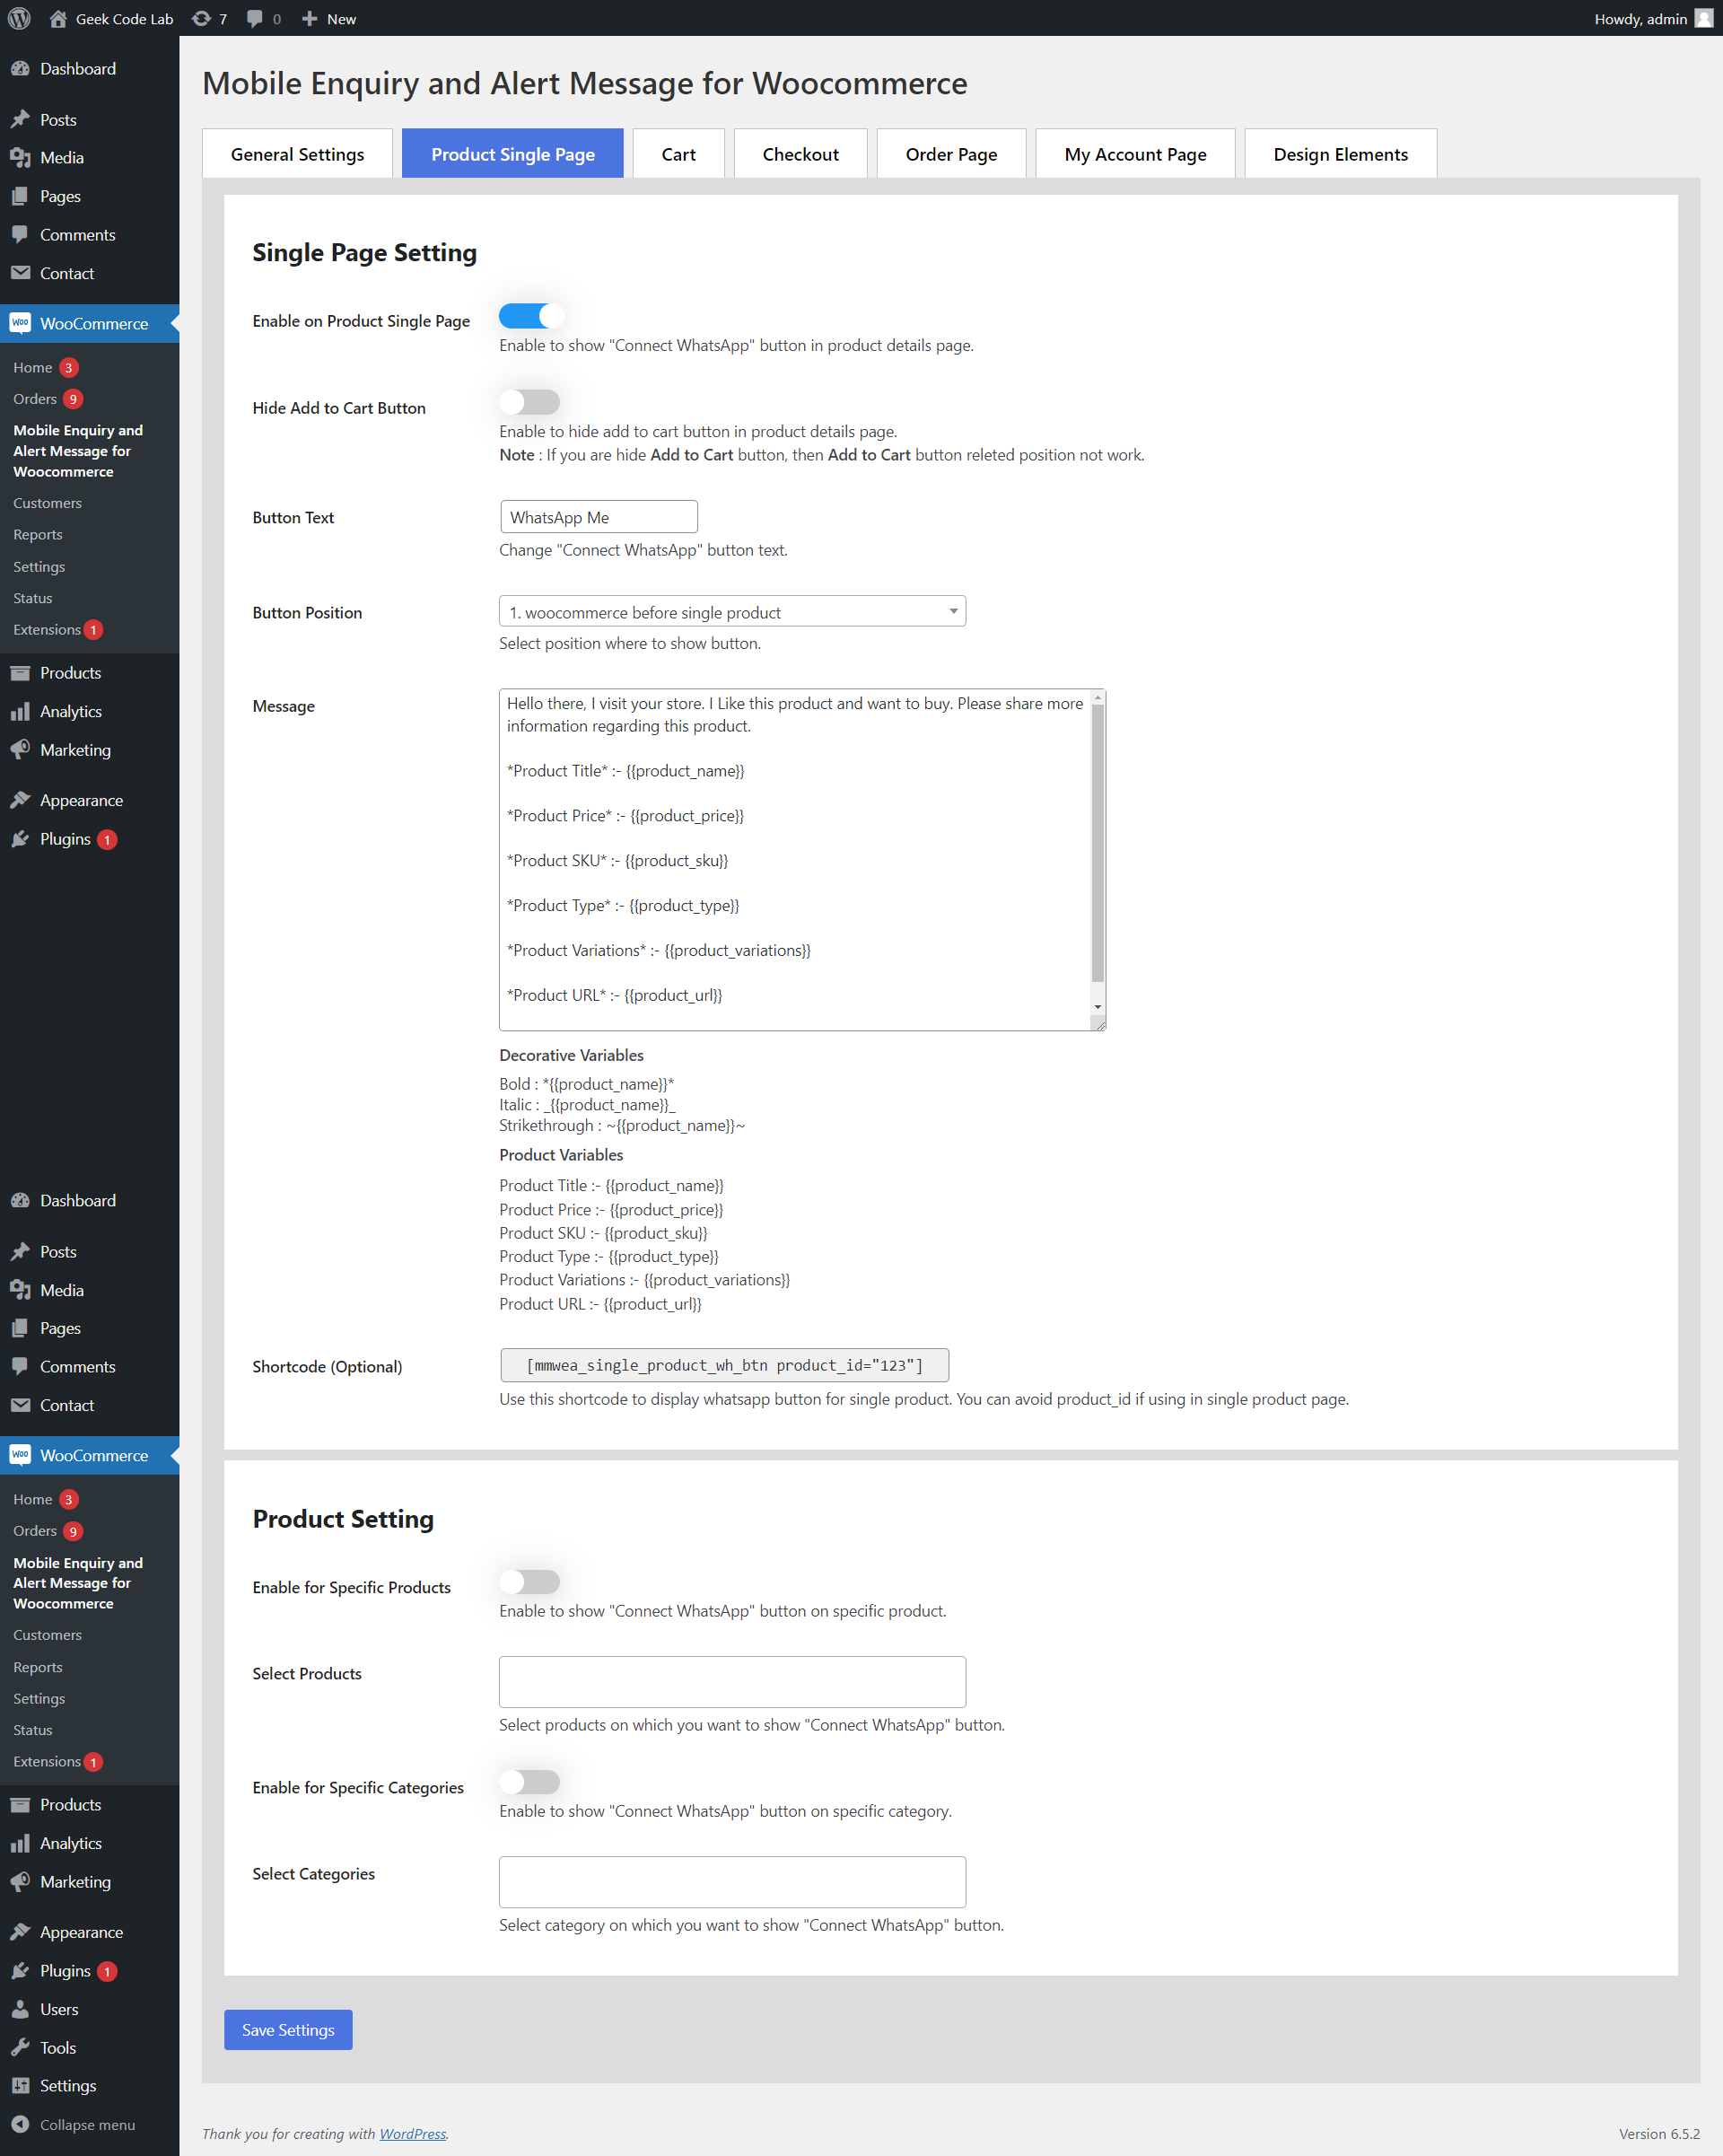 Geek Code Lab
7
0
New
Howdy, admin
Dashboard
Posts
Media
Pages
Comments
Contact
Woo
WooCommerce
Home 3
Orders 9
Mobile Enquiry and
Alert Message for
Woocommerce
Customers
Reports
Settings
Status
Extensions 1
Products
Analytics
Marketing
Appearance
Plugins 1
Dashboard
Posts
Media
Pages
Comments
Contact
Woo
WooCommerce
Home 3
Orders 9
Mobile Enquiry and
Alert Message for
Woocommerce
Customers
Reports
Settings
Status
Extensions 1
Products
Analytics
Marketing
Appearance
Plugins 1
Users
Tools
Settings
Collapse menu
Mobile Enquiry and Alert Message for Woocommerce
General Settings
Product Single Page
Cart
Checkout
Order Page
My Account Page
Design Elements
Single Page Setting
Enable on Product Single Page
Enable to show "Connect WhatsApp" button in product details page.
Hide Add to Cart Button
Enable to hide add to cart button in product details page.
Note : If you are hide Add to Cart button, then Add to Cart button releted position not work.
Button Text
WhatsApp Me
Change "Connect WhatsApp" button text.
Button Position
1. woocommerce before single product
Select position where to show button.
Message
Hello there, I visit your store. I Like this product and want to buy. Please share more
information regarding this product.
*Product Title* :- {{product_name}}
*Product Price* :- {{product_price}}
*Product SKU* :- {{product_sku}}
*Product Type* :- {{product_type}}
*Product Variations* :- {{product_variations}}
*Product URL* :- {{product_url}}
Decorative Variables
Bold : *{{product_name}}*
Italic : _{{product_name}}_
Strikethrough : ~{{product_name}}~
Product Variables
Product Title :- {{product_name}}
Product Price :- {{product_price}}
Product SKU :- {{product_sku}}
Product Type :- {{product_type}}
Product Variations :- {{product_variations}}
Product URL :- {{product_url}}
Shortcode (Optional)
[mmwea_single_product_wh_btn product_id="123"]
Use this shortcode to display whatsapp button for single product. You can avoid product_id if using in single product page.
Product Setting
Enable for Specific Products
Enable to show "Connect WhatsApp" button on specific product.
Select Products
Select products on which you want to show "Connect WhatsApp" button.
Enable for Specific Categories
Enable to show "Connect WhatsApp" button on specific category.
Select Categories
Select category on which you want to show "Connect WhatsApp" button.
Save Settings
Thank you for creating with WordPress.
Version 6.5.2